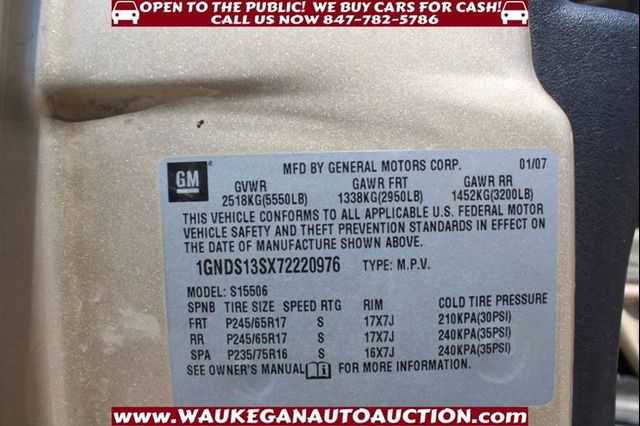 OPEN TO THE PUBLIC! WE BUY CARS FOR CASH!
CALL US NOW 847-782-5786
GM
MFD BY GENERAL MOTORS CORP. 01/07
GVWR GAWR FRT GAWR RR
2518KG(5550LB) 1338KG(2950LB) 1452KG(3200LB)
THIS VEHICLE CONFORMS TO ALL APPLICABLE U.S. FEDERAL MOTOR
VEHICLE SAFETY AND THEFT PREVENTION STANDARDS IN EFFECT ON
THE DATE OF MANUFACTURE SHOWN ABOVE.
1GNDS13SX72220976 TYPE: M.P.V.
MODEL: S15506
SPNB TIRE SIZE SPEED RTG RIM COLD TIRE PRESSURE
FRT P245/65R17 S 17X7J 210KPA(30PSI)
RR P245/65R17 S 17X7J 240KPA(35PSI)
SPA P235/75R16 S 16X7J 240KPA(35PSI)
SEE OWNER'S MANUAL FOR MORE INFORMATION.
WWW.WAUKEGANAUTOAUCTION.COM